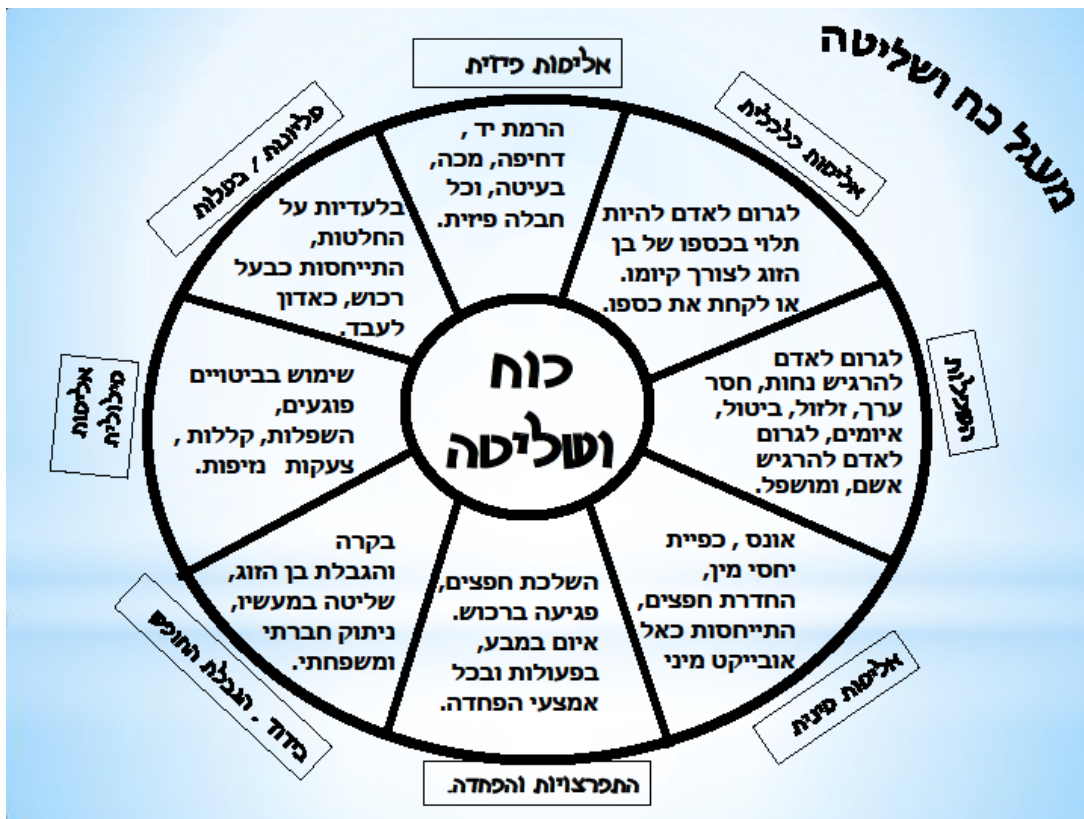 מעגל כח ושליטה
אלימות פיזית
הרמת יד ,
דחיפה, מכה,
בעיטה, וכל
חבלה פיזית.
אלימות כלכלית
לגרום לאדם להיות
תלוי בכספו של בן
הזוג לצורך קיומו.
או לקחת את כספו.
השפלות
לגרום לאדם
להרגיש נחות, חסר
ערך, זלזול, ביטול,
איומים, לגרום
לאדם להרגיש
אשם, ומושפל.
אלימות מינית
אונס , כפיית
יחסי מין,
החדרת חפצים,
התייחסות כאל
אובייקט מיני
התפרצויות והפחדה.
השלכת חפצים,
פגיעה ברכוש.
איום במבע,
בפעולות ובכל
אמצעי הפחדה.
בידוד . הגבלת החופש
בקרה
והגבלת בן הזוג,
שליטה במעשיו,
ניתוק חברתי
ומשפחתי.
אלימות
מילולית
שימוש בביטויים
פוגעים,
השפלות, קללות ,
צעקות נזיפות.
עליונות / בעלות
בלעדיות על
החלטות,
התייחסות כבעל
רכוש, כאדון
לעבד.
כוח
ושליטה